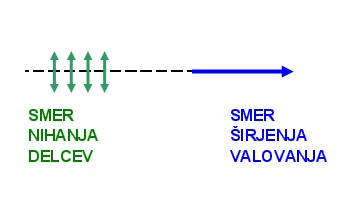 SMER
NIHANJA
DELCEV
SMER
ŠIRJENJA
VALOVANJA